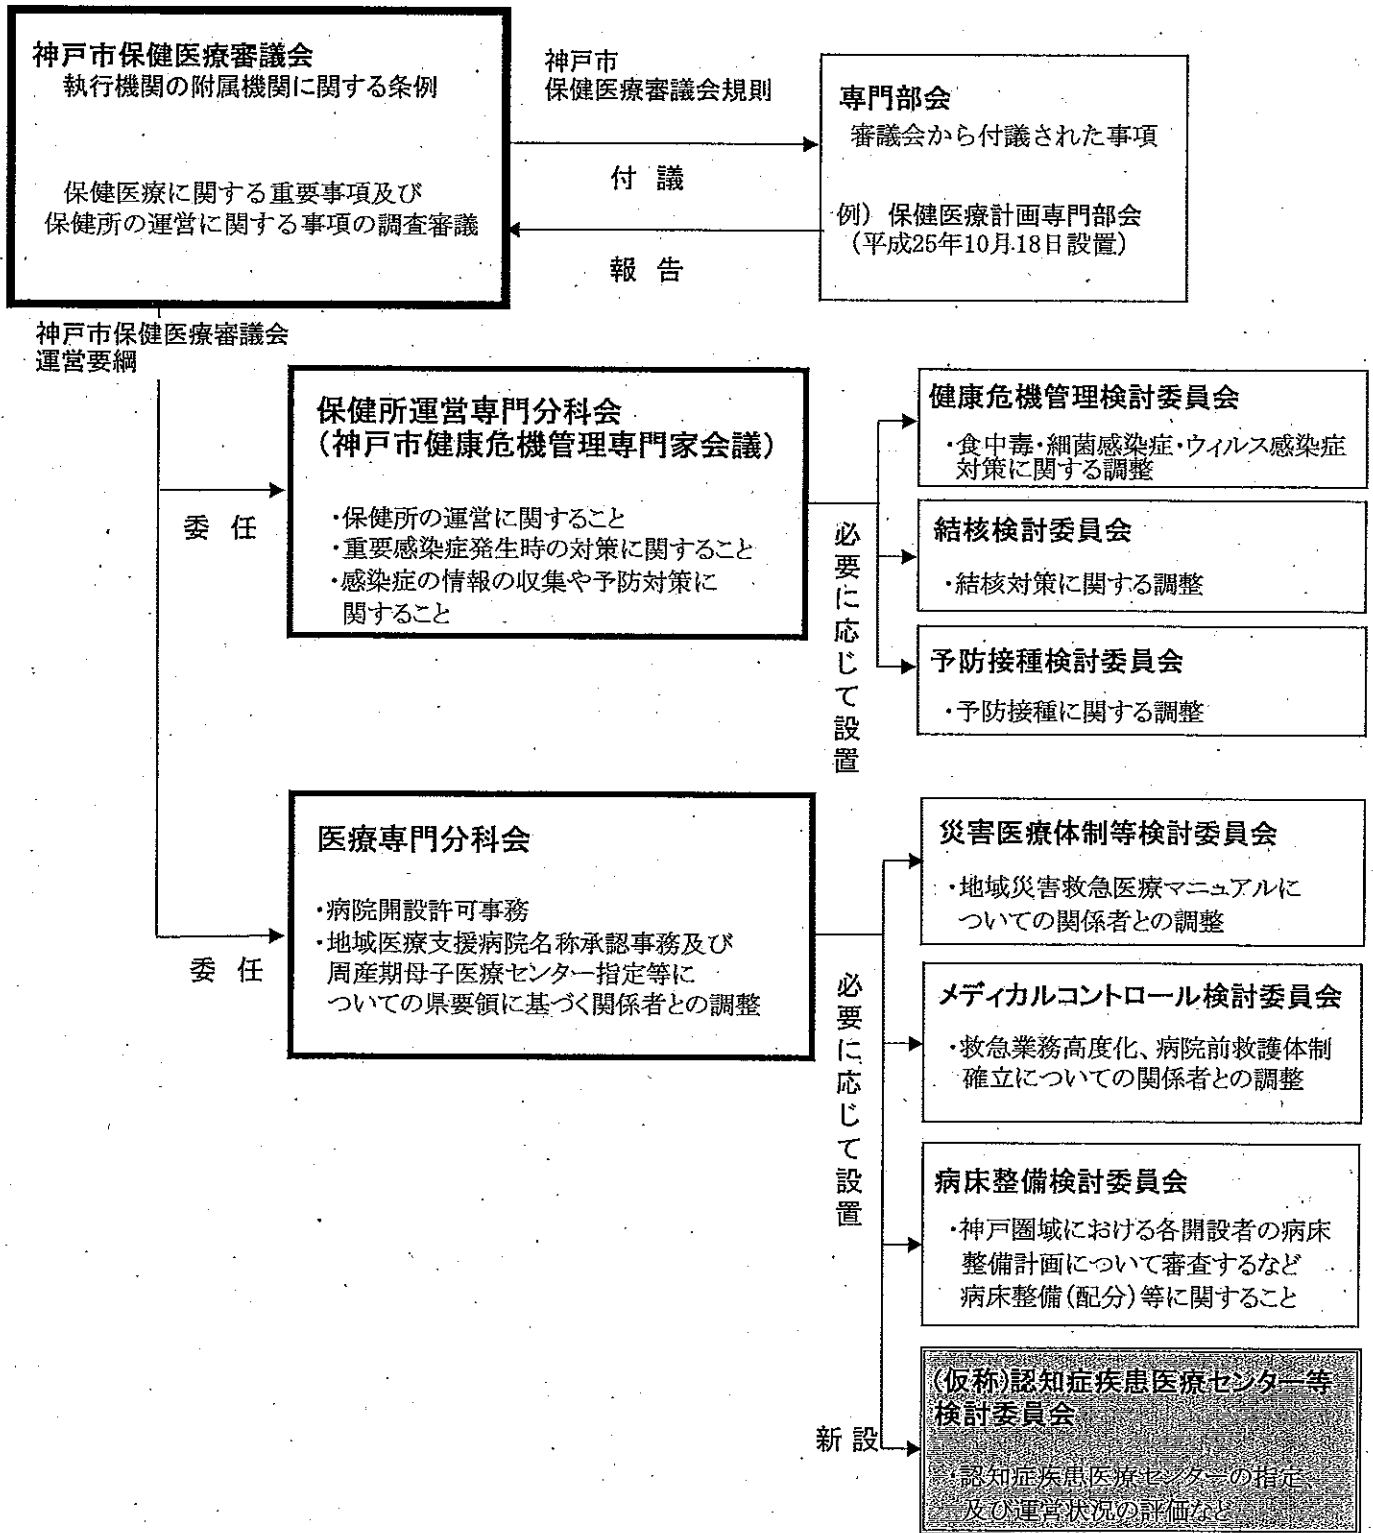 神戸市保健医療審議会
執行機関の附属機関に関する条例
保健医療に関する重要事項及び
保健所の運営に関する事項の調査審議
神戸市
保健医療審議会規則
付 議
報 告
専門部会
審議会から付議された事項
例) 保健医療計画専門部会
(平成25年10月18日設置)
神戸市保健医療審議会
運営要綱
委 任
保健所運営専門分科会
(神戸市健康危機管理専門家会議)
・保健所の運営に関すること
・重要感染症発生時の対策に関すること
・感染症の情報の収集や予防対策に
関すること
必要に応じて設置
健康危機管理検討委員会
・食中毒・細菌感染症・ウィルス感染症
対策に関する調整
結核検討委員会
・結核対策に関する調整
予防接種検討委員会
・予防接種に関する調整
委 任
医療専門分科会
・病院開設許可事務
・地域医療支援病院名称承認事務及び
周産期母子医療センター指定等に
ついての県要領に基づく関係者との調整
必要に応じて設置
災害医療体制等検討委員会
・地域災害救急医療マニュアルに
ついての関係者との調整
メディカルコントロール検討委員会
・救急業務高度化、病院前救護体制
確立についての関係者との調整
病床整備検討委員会
・神戸圏域における各開設者の病床
整備計画について審査するなど
病床整備(配分)等に関すること
新設
(仮称)認知症疾患医療センター等
検討委員会
・認知症疾患医療センターの指定、
及び運営状況の評価など